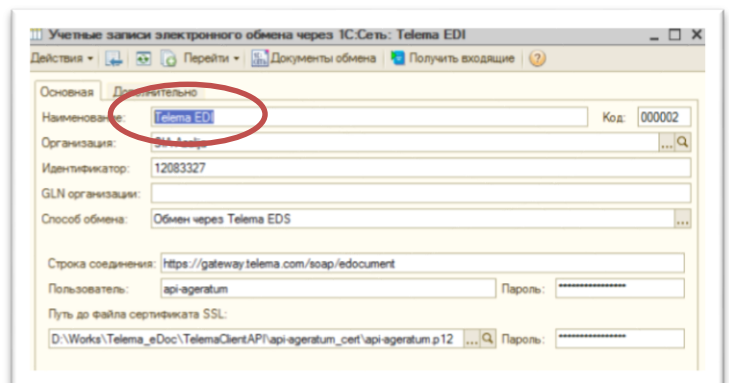 Учетные записи электронного обмена через 1С:Сеть: Telema EDI
Действия Перейти Документы обмена Получить входящие
Основная Дополнительно
Наименование: Telema EDI Код: 000002
Организация: SIA ...
Идентификатор: 12083327
GLN организации:
Способ обмена: Обмен через Telema EDS ...
Строка соединения: https://gateway.telema.com/soap/edocument
Пользователь: api-ageratum Пароль: ****************
Путь до файла сертификата SSL:
D:\Works\Telema_eDoc\TelemaClientAPI\api-ageratum_cert\api-ageratum.p12 ... Пароль: ****************